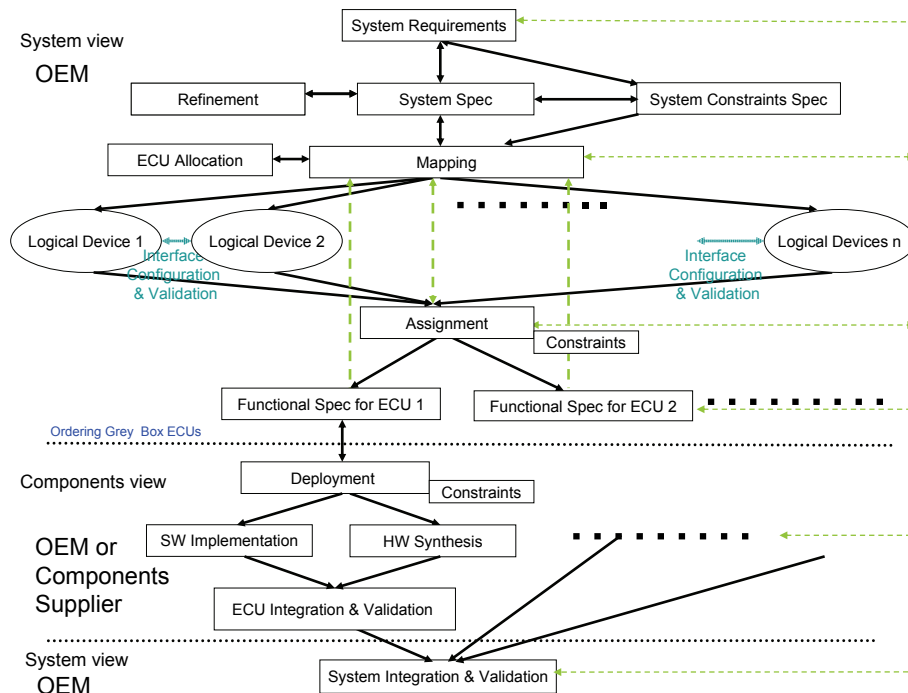 System Requirements
System view
OEM
Refinement
System Spec
System Constraints Spec
ECU Allocation
Mapping
Logical Device 1
Logical Device 2
Logical Devices n
Interface
Configuration
& Validation
Interface
Configuration
& Validation
Assignment
Constraints
Functional Spec for ECU 1
Functional Spec for ECU 2
Ordering Grey Box ECUs
Components view
Deployment
Constraints
SW Implementation
HW Synthesis
OEM or
Components
Supplier
ECU Integration & Validation
System view
OEM
System Integration & Validation